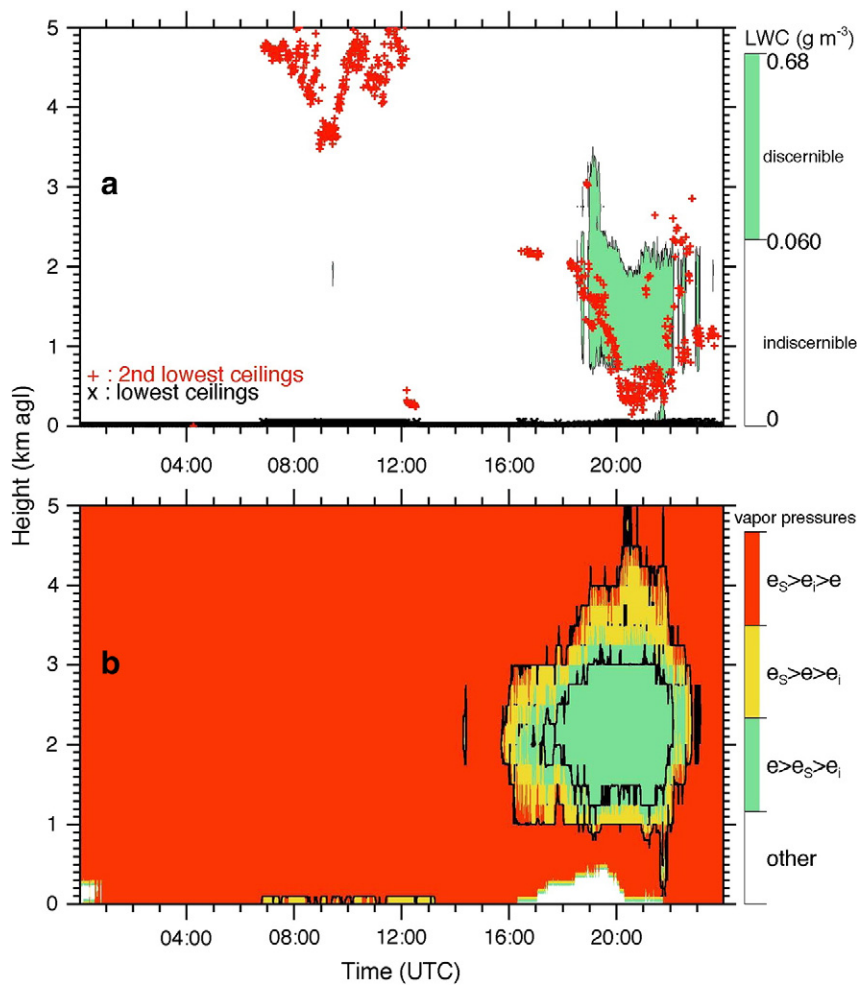 LWC (g m-3)
5
0.68
4
a
3
discernible
0.060
2
1
indiscernible
+ : 2nd lowest ceilings
x : lowest ceilings
0
0
04:00
08:00
12:00
16:00
20:00
Height (km agl)
5
vapor pressures
eS>ei>e
4
b
3
eS>e>ei
2
e>eS>ei
1
other
0
04:00
08:00
12:00
16:00
20:00
Time (UTC)